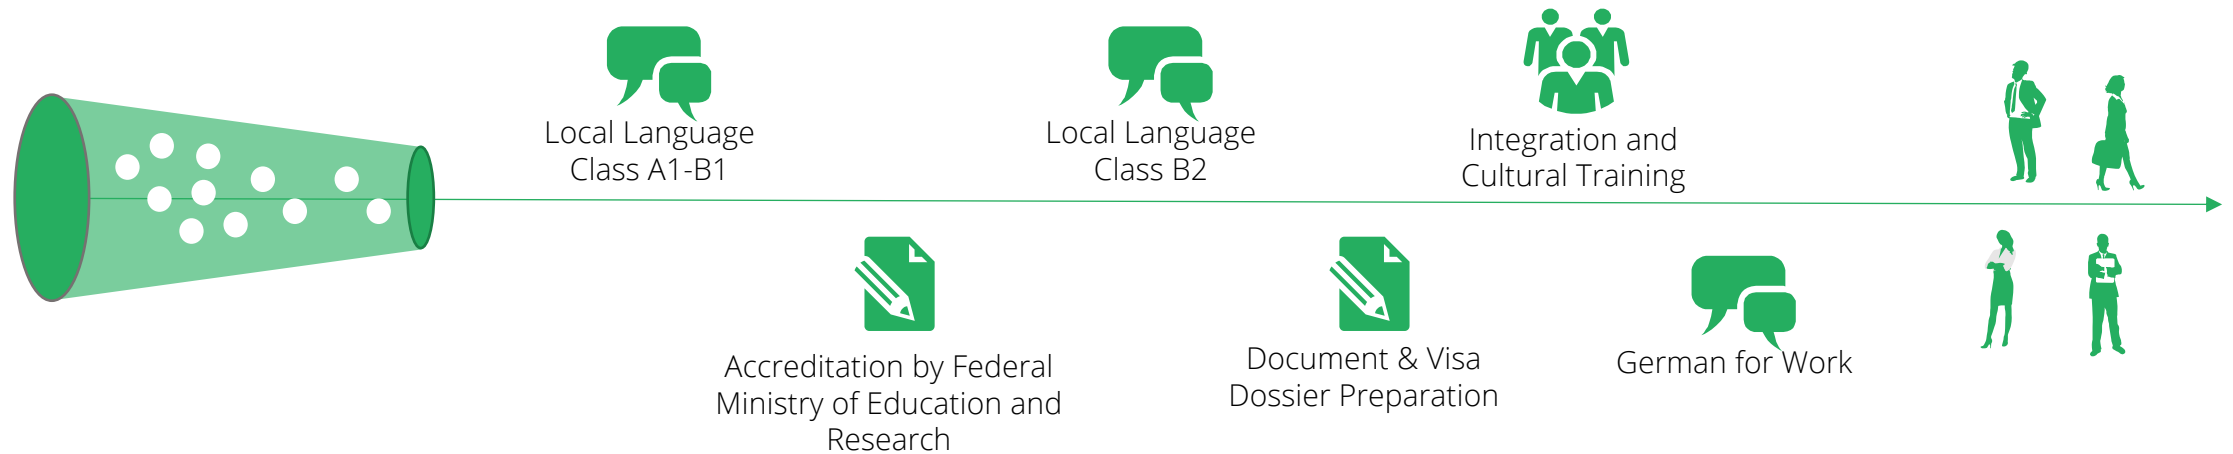 Local Language
Class A1-B1
Accreditation by Federal
Ministry of Education and
Research
Local Language
Class B2
Document & Visa
Dossier Preparation
Integration and
Cultural Training
German for Work